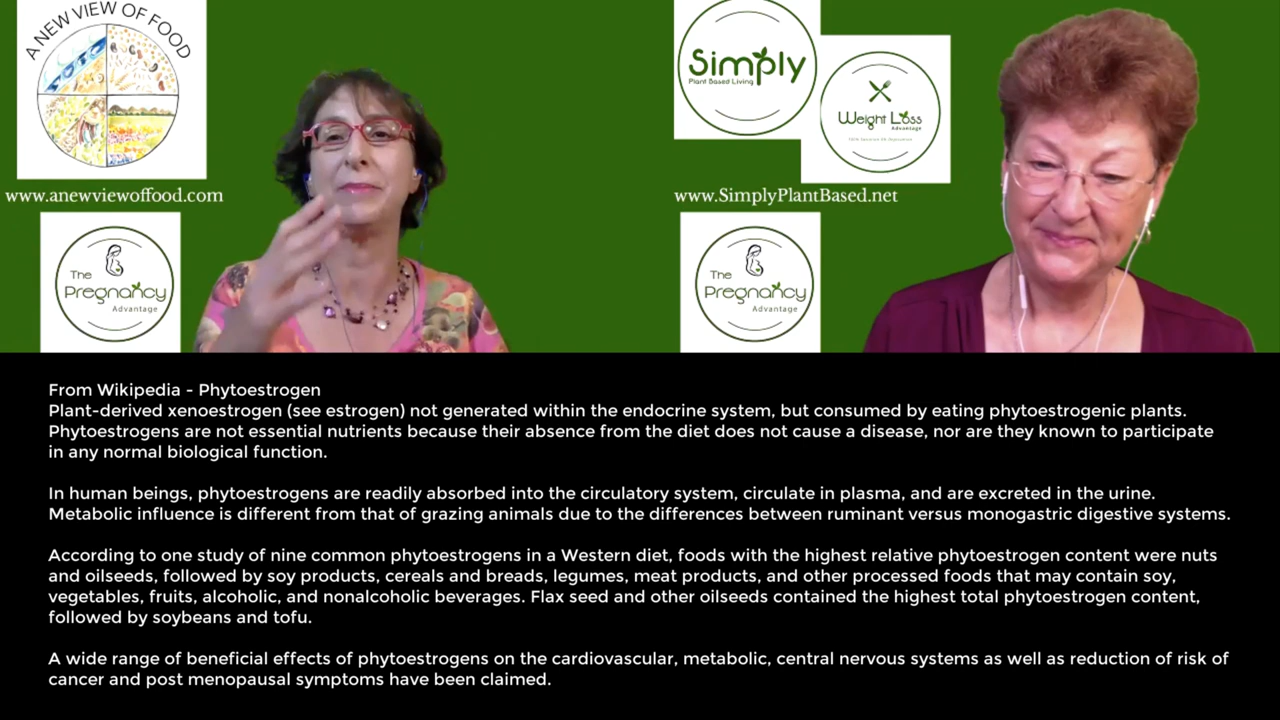 A NEW VIEW OF FOOD
www.anewviewoffood.com
The
Pregnancy
Advantage
Simply
Plant Based Living
Weight Loss
Advantage
www.SimplyPlantBased.net
The
Pregnancy
Advantage
From Wikipedia - Phytoestrogen
Plant-derived xenoestrogen (see estrogen) not generated within the endocrine system, but consumed by eating phytoestrogenic plants.
Phytoestrogens are not essential nutrients because their absence from the diet does not cause a disease, nor are they known to participate
in any normal biological function.
In human beings, phytoestrogens are readily absorbed into the circulatory system, circulate in plasma, and are excreted in the urine.
Metabolic influence is different from that of grazing animals due to the differences between ruminant versus monogastric digestive systems.
According to one study of nine common phytoestrogens in a Western diet, foods with the highest relative phytoestrogen content were nuts
and oilseeds, followed by soy products, cereals and breads, legumes, meat products, and other processed foods that may contain soy,
vegetables, fruits, alcoholic, and nonalcoholic beverages. Flax seed and other oilseeds contained the highest total phytoestrogen content,
followed by soybeans and tofu.
A wide range of beneficial effects of phytoestrogens on the cardiovascular, metabolic, central nervous systems as well as reduction of risk of
cancer and post menopausal symptoms have been claimed.